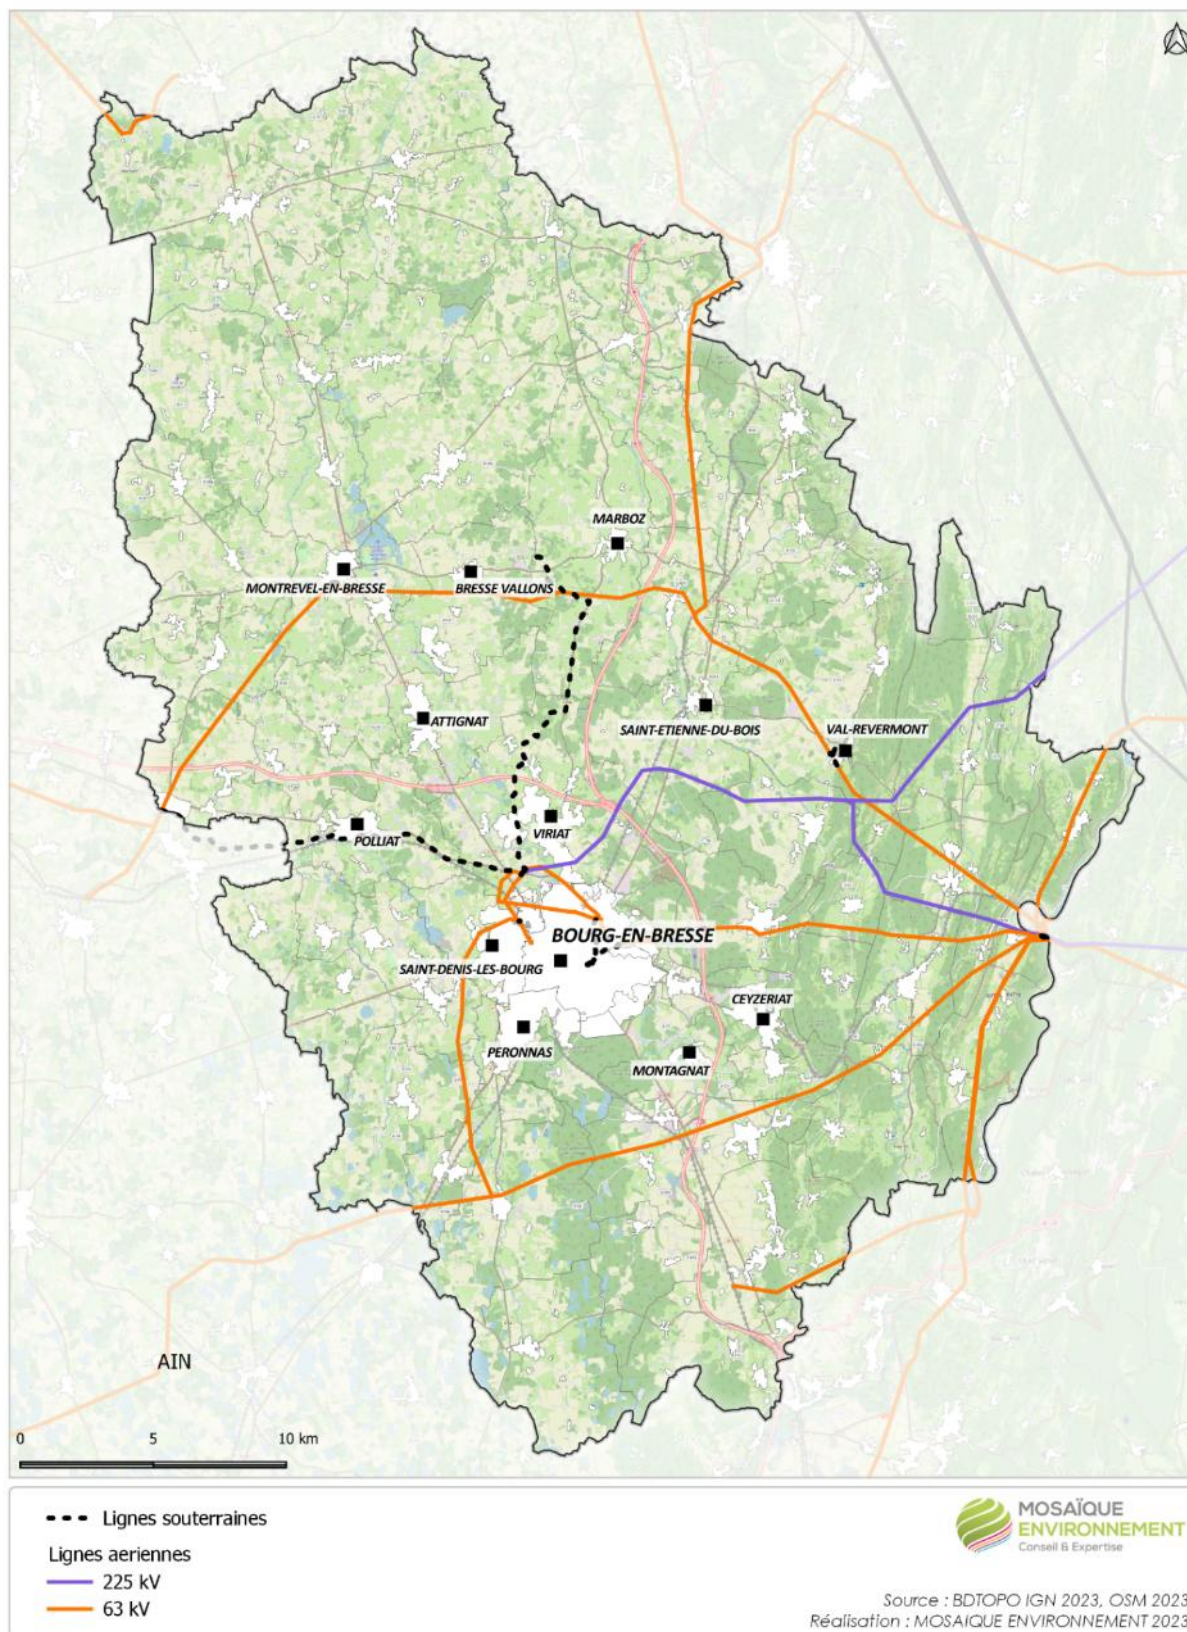 MARBOZ
MONTREVEL-EN-BRESSE
BRESSE VALLONS
ATTIGNAT
SAINT-ETIENNE-DU-BOIS
VAL-REVERMONT
VIRIAT
POLLIAT
BOURG-EN-BRESSE
SAINT-DENIS-LES-BOURG
CEYZERIAT
PERONNAS
MONTAGNAT
AIN
0 5 10 km
Lignes souterraines
Lignes aeriennes
225 kV
63 kV
MOSAÏQUE
ENVIRONNEMENT
Conseil & Expertise
Source : BDTOPO IGN 2023, OSM 2023
Réalisation : MOSAIQUE ENVIRONNEMENT 2023